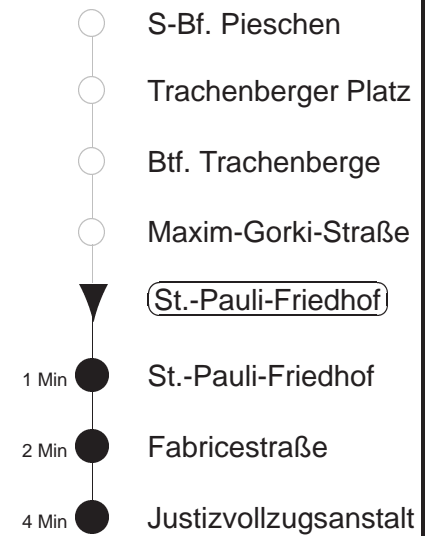 S-Bf. Pieschen
Trachenberger Platz
Btf. Trachenberge
Maxim-Gorki-Straße
St.-Pauli-Friedhof
1 Min St.-Pauli-Friedhof
2 Min Fabricestraße
4 Min Justizvollzugsanstalt